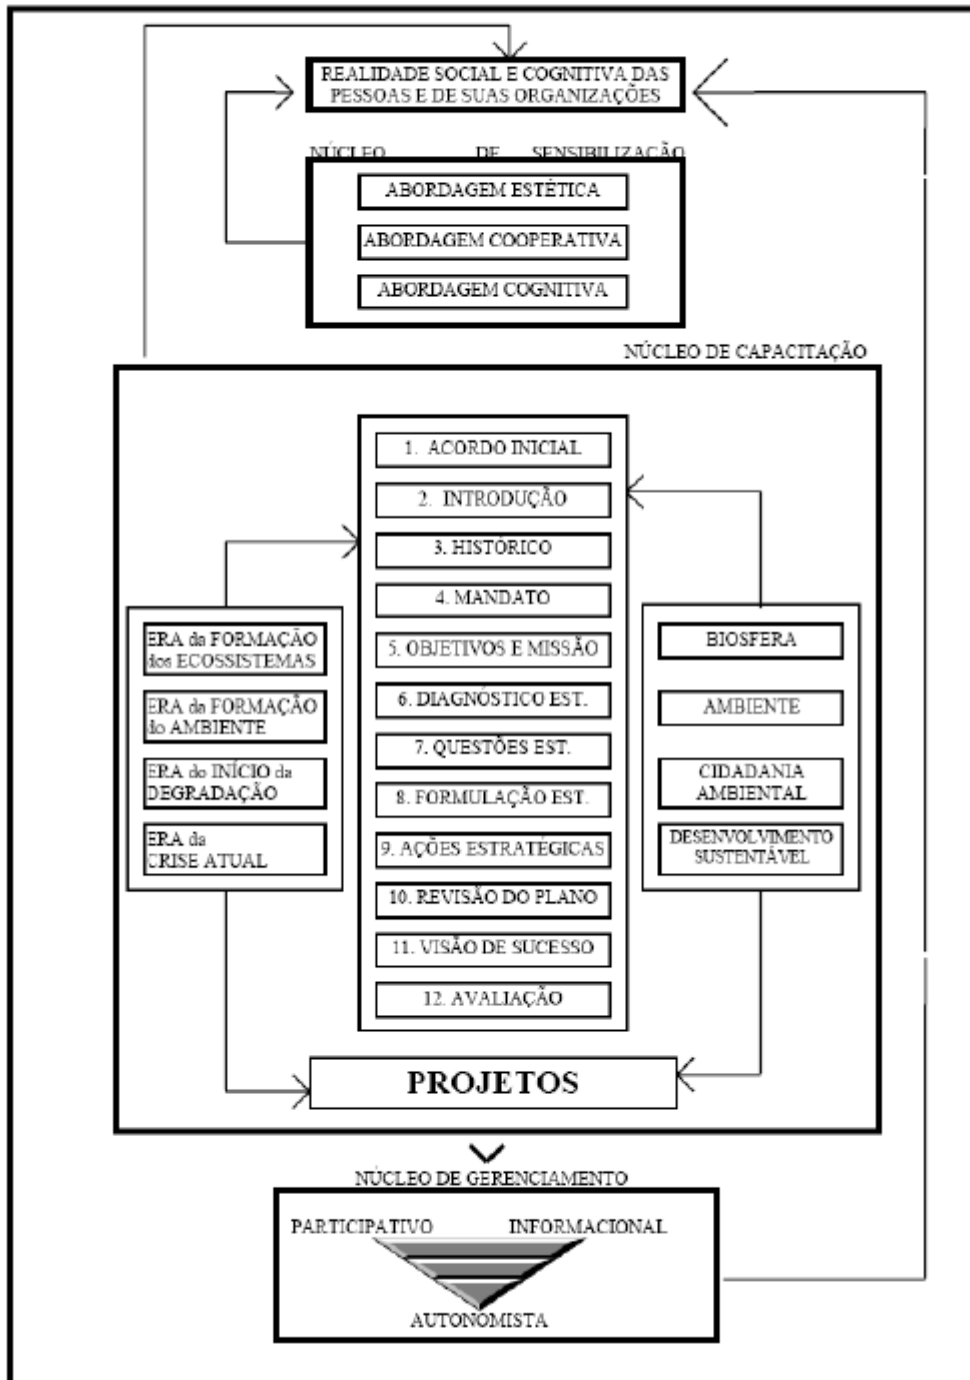 REALIDADE SOCIAL E COGNITIVA DAS
PESSOAS E DE SUAS ORGANIZAÇÕES
NÚCLEO DE SENSIBILIZAÇÃO
ABORDAGEM ESTÉTICA
ABORDAGEM COOPERATIVA
ABORDAGEM COGNITIVA
NÚCLEO DE CAPACITAÇÃO
1. ACORDO INICIAL
2. INTRODUÇÃO
3. HISTÓRICO
4. MANDATO
5. OBJETIVOS E MISSÃO
6. DIAGNÓSTICO EST.
7. QUESTÕES EST.
8. FORMULAÇÃO EST.
9. AÇÕES ESTRATÉGICAS
10. REVISÃO DO PLANO
11. VISÃO DE SUCESSO
12. AVALIAÇÃO
ERA da FORMAÇÃO
dos ECOSSISTEMAS
ERA da FORMAÇÃO
do AMBIENTE
ERA do INÍCIO da
DEGRADAÇÃO
ERA da
CRISE ATUAL
BIOSFERA
AMBIENTE
CIDADANIA
AMBIENTAL
DESENVOLVIMENTO
SUSTENTÁVEL
PROJETOS
NÚCLEO DE GERENCIAMENTO
PARTICIPATIVO INFORMACIONAL
AUTONOMISTA